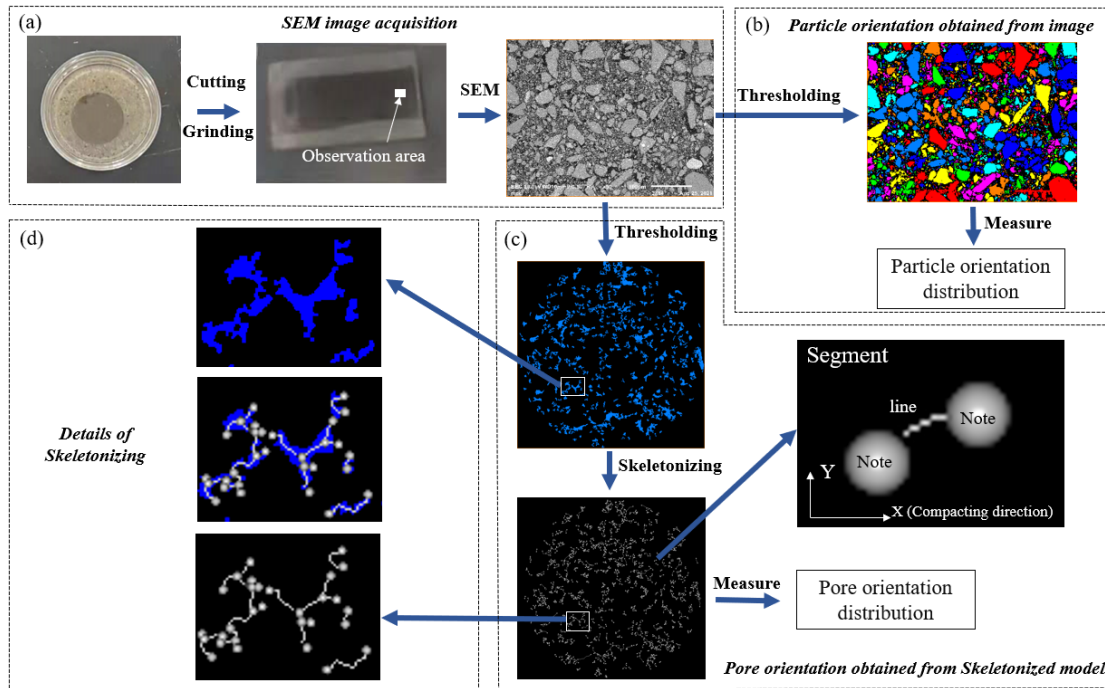 (a)
SEM image acquisition
Cutting
Grinding
Observation area
SEM
(b)
Particle orientation obtained from image
Thresholding
Measure
Particle orientation
distribution
(c)
Thresholding
Skeletonizing
Measure
Pore orientation
distribution
Segment
line
Note
Note
Y
X (Compacting direction)
Pore orientation obtained from Skeletonized model
(d)
Details of
Skeletonizing